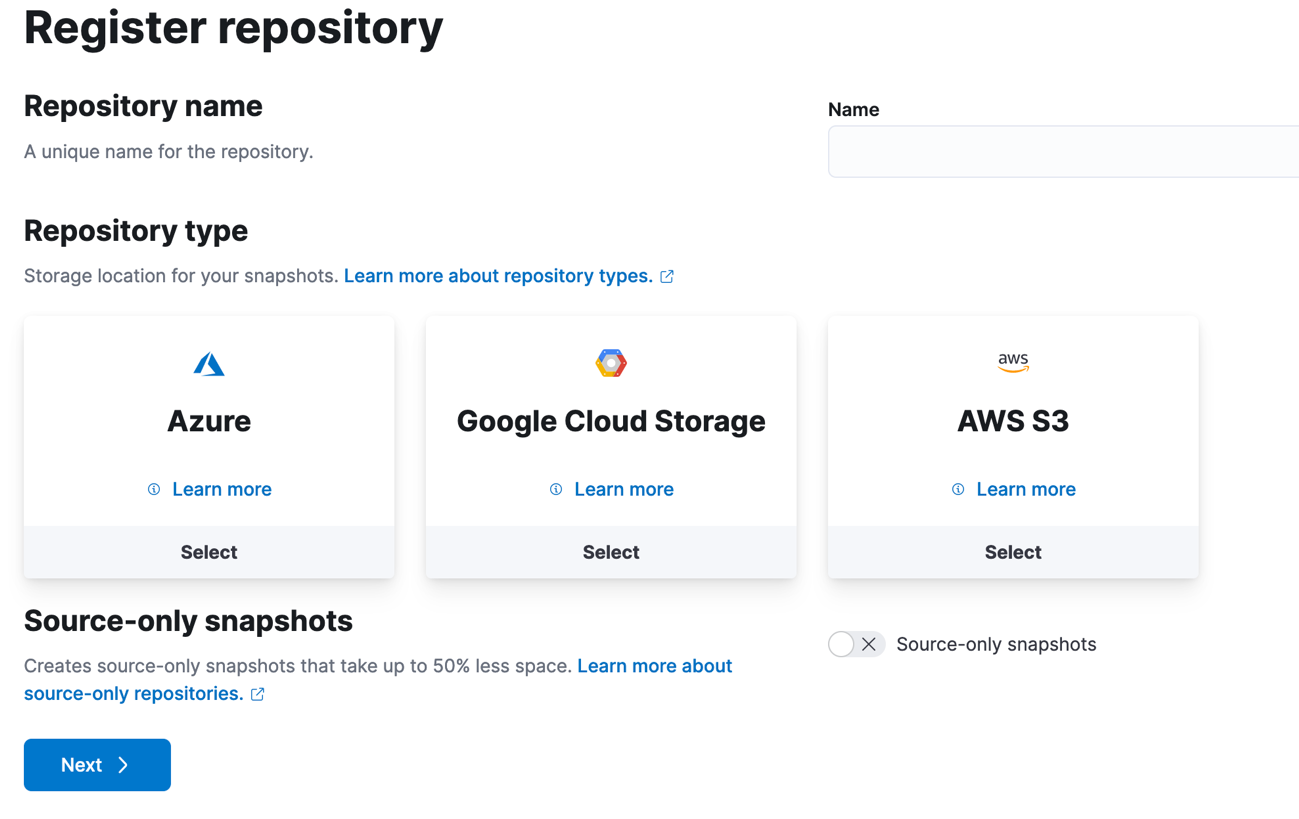 Register repository
Repository name
A unique name for the repository.
Name
Repository type
Storage location for your snapshots. Learn more about repository types.
aws
Azure
Google Cloud Storage
AWS S3
Learn more
Learn more
Learn more
Select
Select
Select
Source-only snapshots
Creates source-only snapshots that take up to 50% less space. Learn more about
source-only repositories.
Source-only snapshots
Next